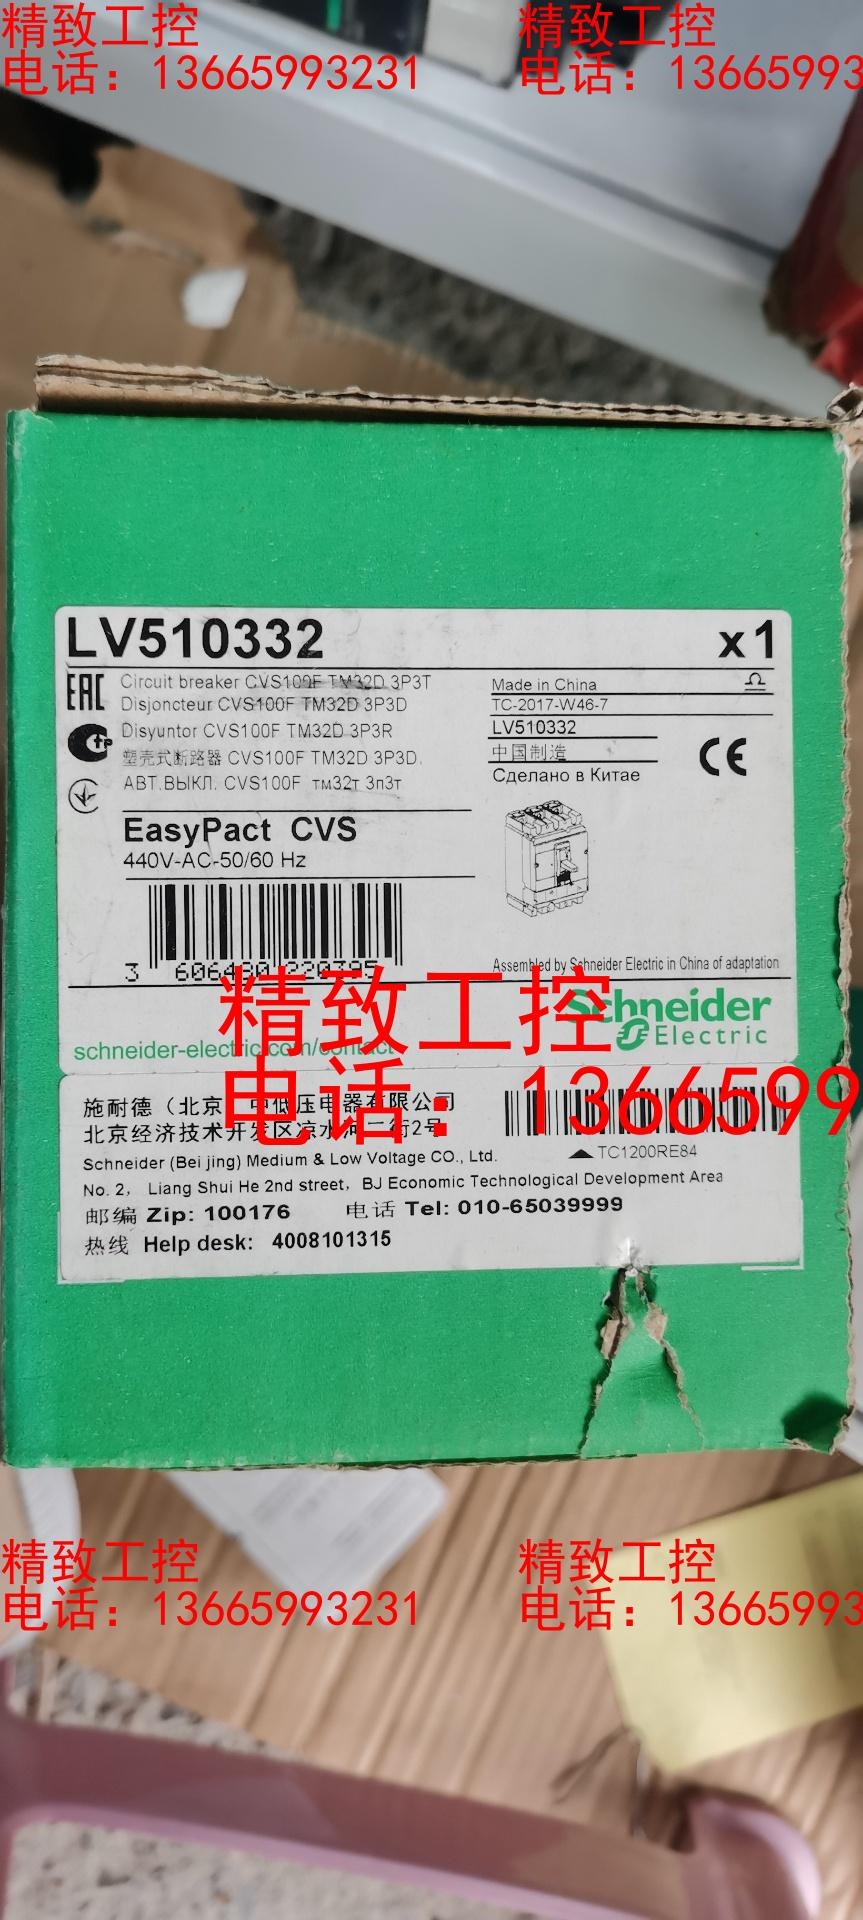 精致工控
电话：13665993231
精致工控
电话：13665993
LV510332
x1
EAC
Circuit breaker CVS100F TM32D 3P3T
Disjoncteur CVS100F TM32D 3P3D
Disyuntor CVS100F TM32D 3P3R
塑壳式断路器 CVS100F TM32D 3P3D.
АВТ.ВЫКЛ. CVS100F тм32т 3п3т
Made in China
TC-2017-W46-7
LV510332
中国制造
Сделано в Китае
CE
EasyPact CVS
440V-AC-50/60 Hz
Assembled by Schneider Electric in China of adaptation
Schneider
Electric
schneider-electric.com/contact
精致工控
电话：1366599
施耐德（北京）中低压电器有限公司
北京经济技术开发区凉水河二街2号
TC1200RE84
Schneider (Bei jing) Medium & Low Voltage CO., Ltd.
No. 2, Liang Shui He 2nd street, BJ Economic Technological Development Area
邮编 Zip: 100176 电话 Tel: 010-65039999
热线 Help desk: 4008101315
精致工控
电话：13665993231
精致工控
电话：13665993